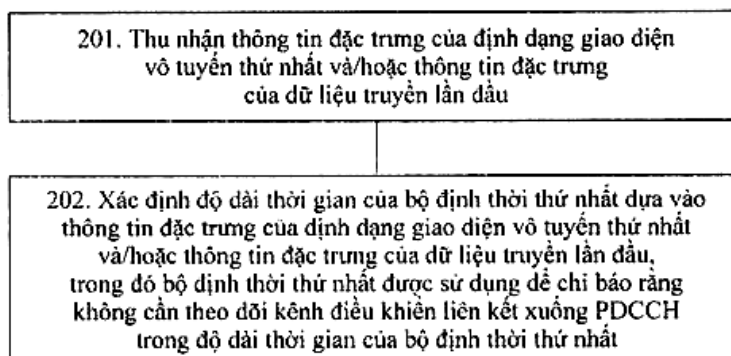 201. Thu nhận thông tin đặc trưng của định dạng giao diện
vô tuyến thứ nhất và/hoặc thông tin đặc trưng
của dữ liệu truyền lần đầu
202. Xác định độ dài thời gian của bộ định thời thứ nhất dựa vào
thông tin đặc trưng của định dạng giao diện vô tuyến thứ nhất
và/hoặc thông tin đặc trưng của dữ liệu truyền lần đầu,
trong đó bộ định thời thứ nhất được sử dụng để chỉ báo rằng
không cần theo dõi kênh điều khiển liên kết xuống PDCCH
trong độ dài thời gian của bộ định thời thứ nhất